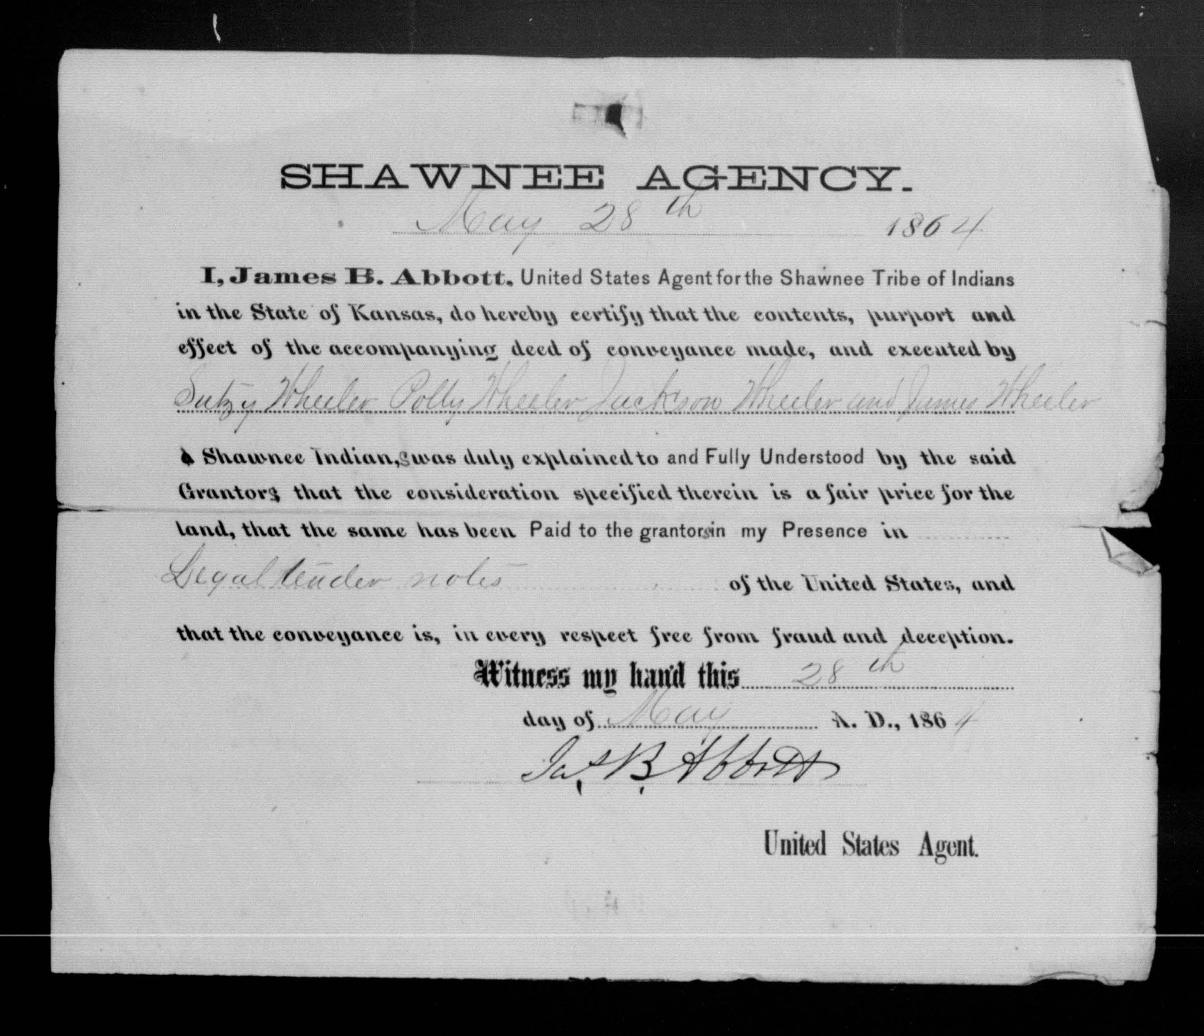 SHAWNEE AGENCY.
May 28th 1864
I, James B. Abbott, United States Agent for the Shawnee Tribe of Indians
in the State of Kansas, do hereby certify that the contents, purport and
effect of the accompanying deed of conveyance made, and executed by
Wheeler Polly Wheeler Jackson Wheeler and James Wheeler
Shawnee Indian,s was duly explained to and Fully Understood by the said
Grantors that the consideration specified therein is a fair price for the
land, that the same has been Paid to the grantors in my Presence in
Legal tender notes of the United States, and
that the conveyance is, in every respect free from fraud and deception.
Witness my hand this 28th
day of May A. D., 1864
Jas B Abbott
United States Agent.